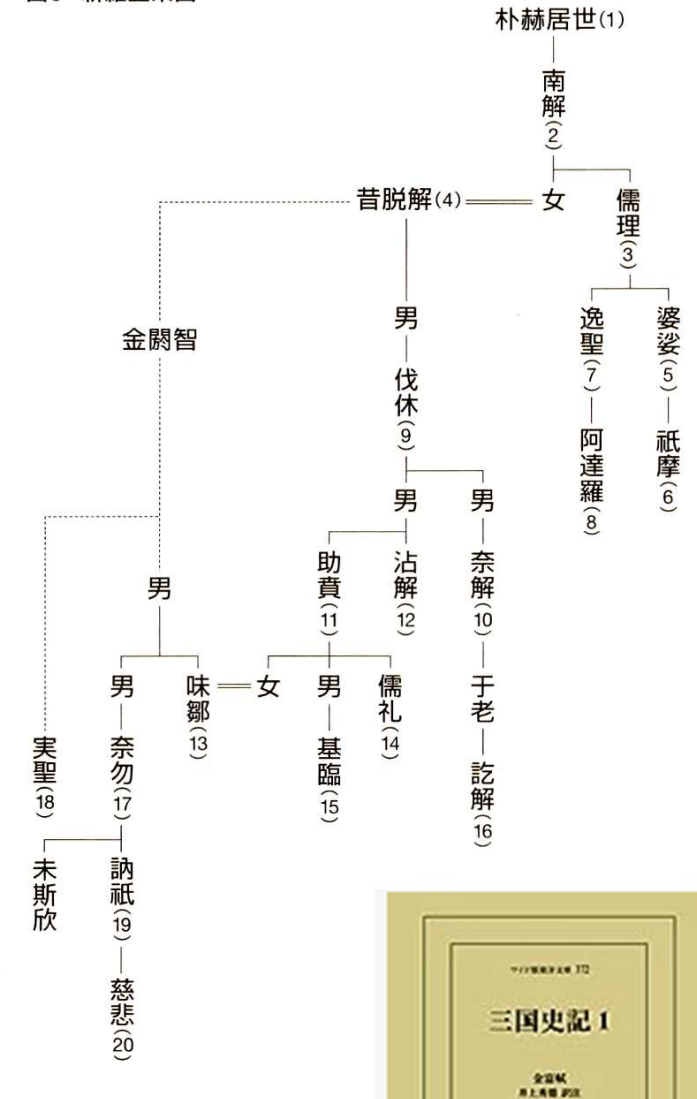 朴赫居世(1)
南解(2)
昔脱解(4)
女
儒理(3)
金閼智
男
伐休(9)
逸聖(7)
阿達羅(8)
婆娑(5)
祇摩(6)
男
男
助賁(11)
沾解(12)
奈解(10)
男
男
味鄒(13)
女
男
儒礼(14)
于老
訖解(16)
実聖(18)
奈勿(17)
基臨(15)
未斯欣
訥祇(19)
慈悲(20)
三国史記 1
金富軾